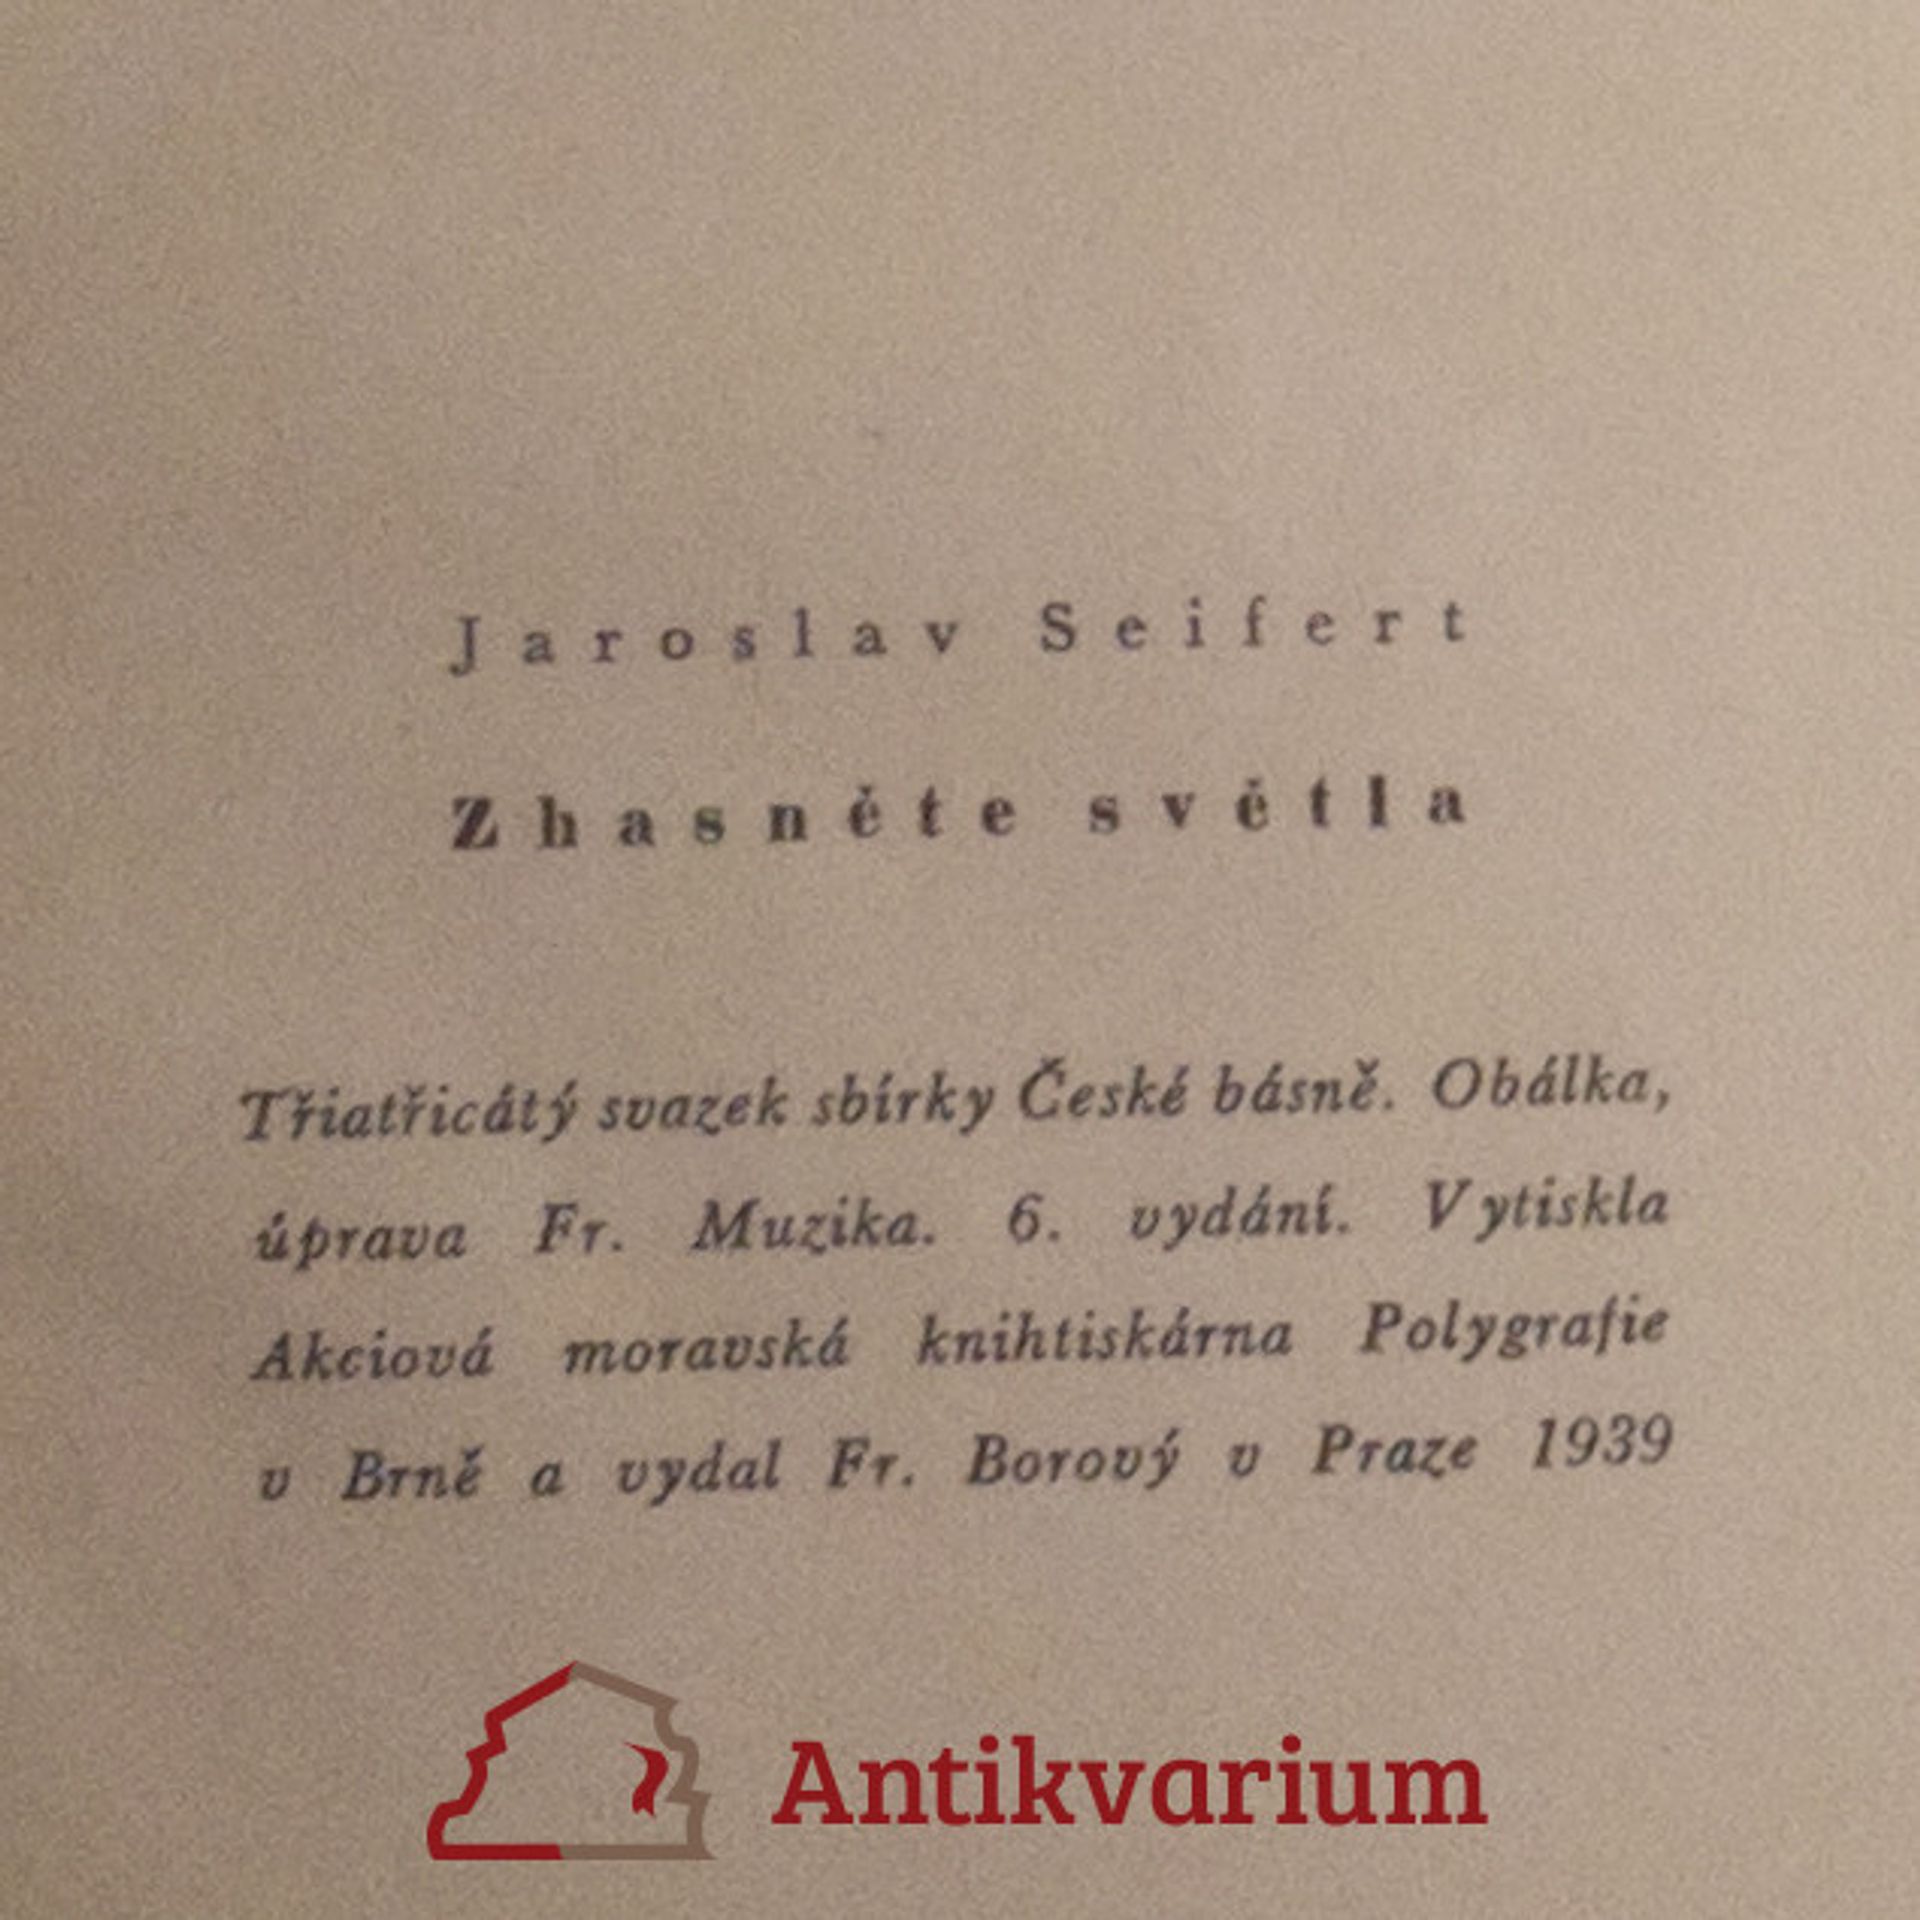 Jaroslav Seifert
Zhasněte světla
Třiatřicátý svazek sbírky České básně. Obálka,
úprava Fr. Muzika. 6. vydání. Vytiskla
Akciová moravská knihtiskárna Polygrafie
v Brně a vydal Fr. Borový v Praze 1939
Antikvarium